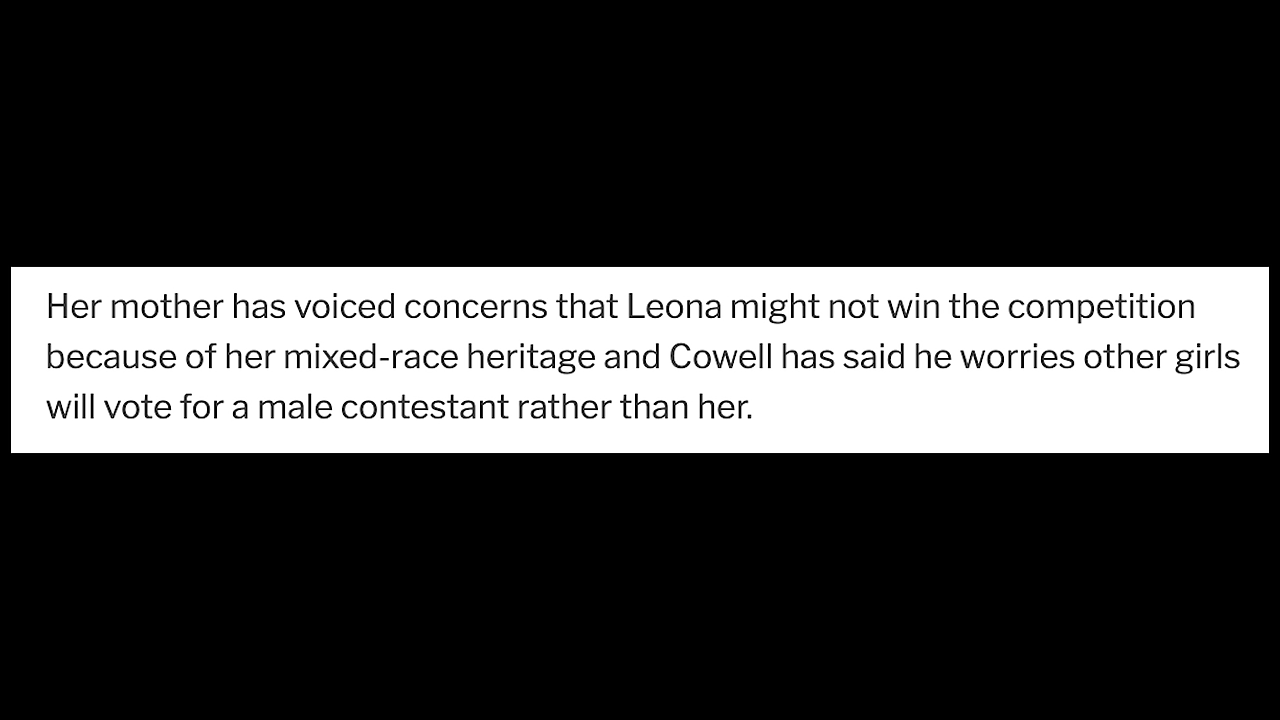 Her mother has voiced concerns that Leona might not win the competition
because of her mixed-race heritage and Cowell has said he worries other girls
will vote for a male contestant rather than her.